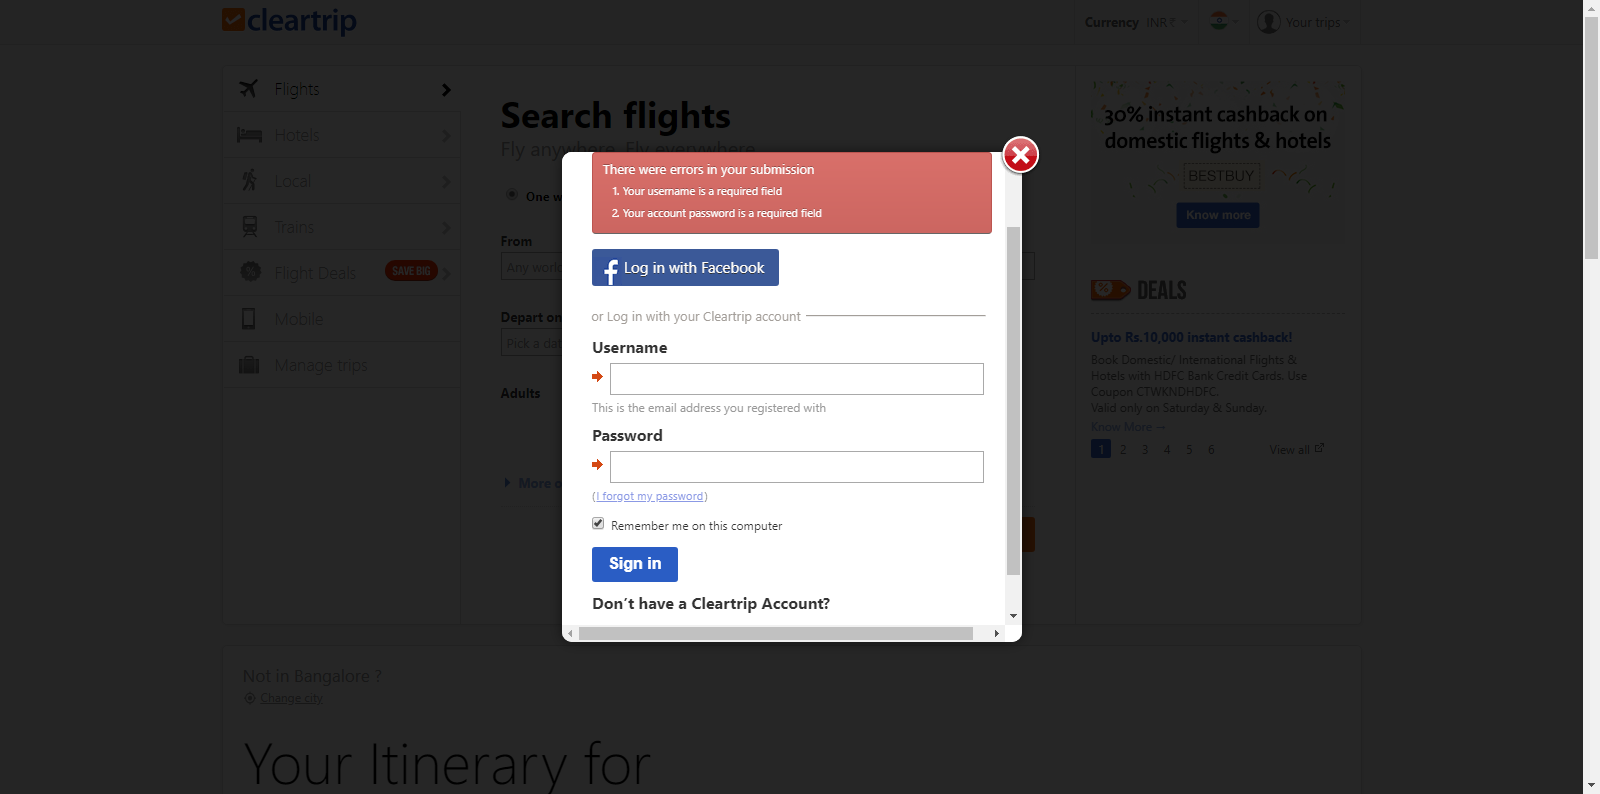 cleartrip
Currency INR ₹
Your trips
Flights
Hotels
Local
Trains
Flight Deals SAVE BIG
Mobile
Manage trips
Search flights
Fly anywhere. Fly everywhere
One w
From
Any worl
Depart on
Pick a dat
Adults
More o
There were errors in your submission
1. Your username is a required field
2. Your account password is a required field
Log in with Facebook
or Log in with your Cleartrip account
Username
This is the email address you registered with
Password
(I forgot my password)
Remember me on this computer
Sign in
Don't have a Cleartrip Account?
30% instant cashback on
domestic flights & hotels
BESTBUY
Know more
DEALS
Upto Rs.10,000 instant cashback!
Book Domestic/ International Flights &
Hotels with HDFC Bank Credit Cards. Use
Coupon CTWKNDHDFC.
Valid only on Saturday & Sunday.
Know More →
1 2 3 4 5 6 View all
Not in Bangalore ?
Change city
Your Itinerary for